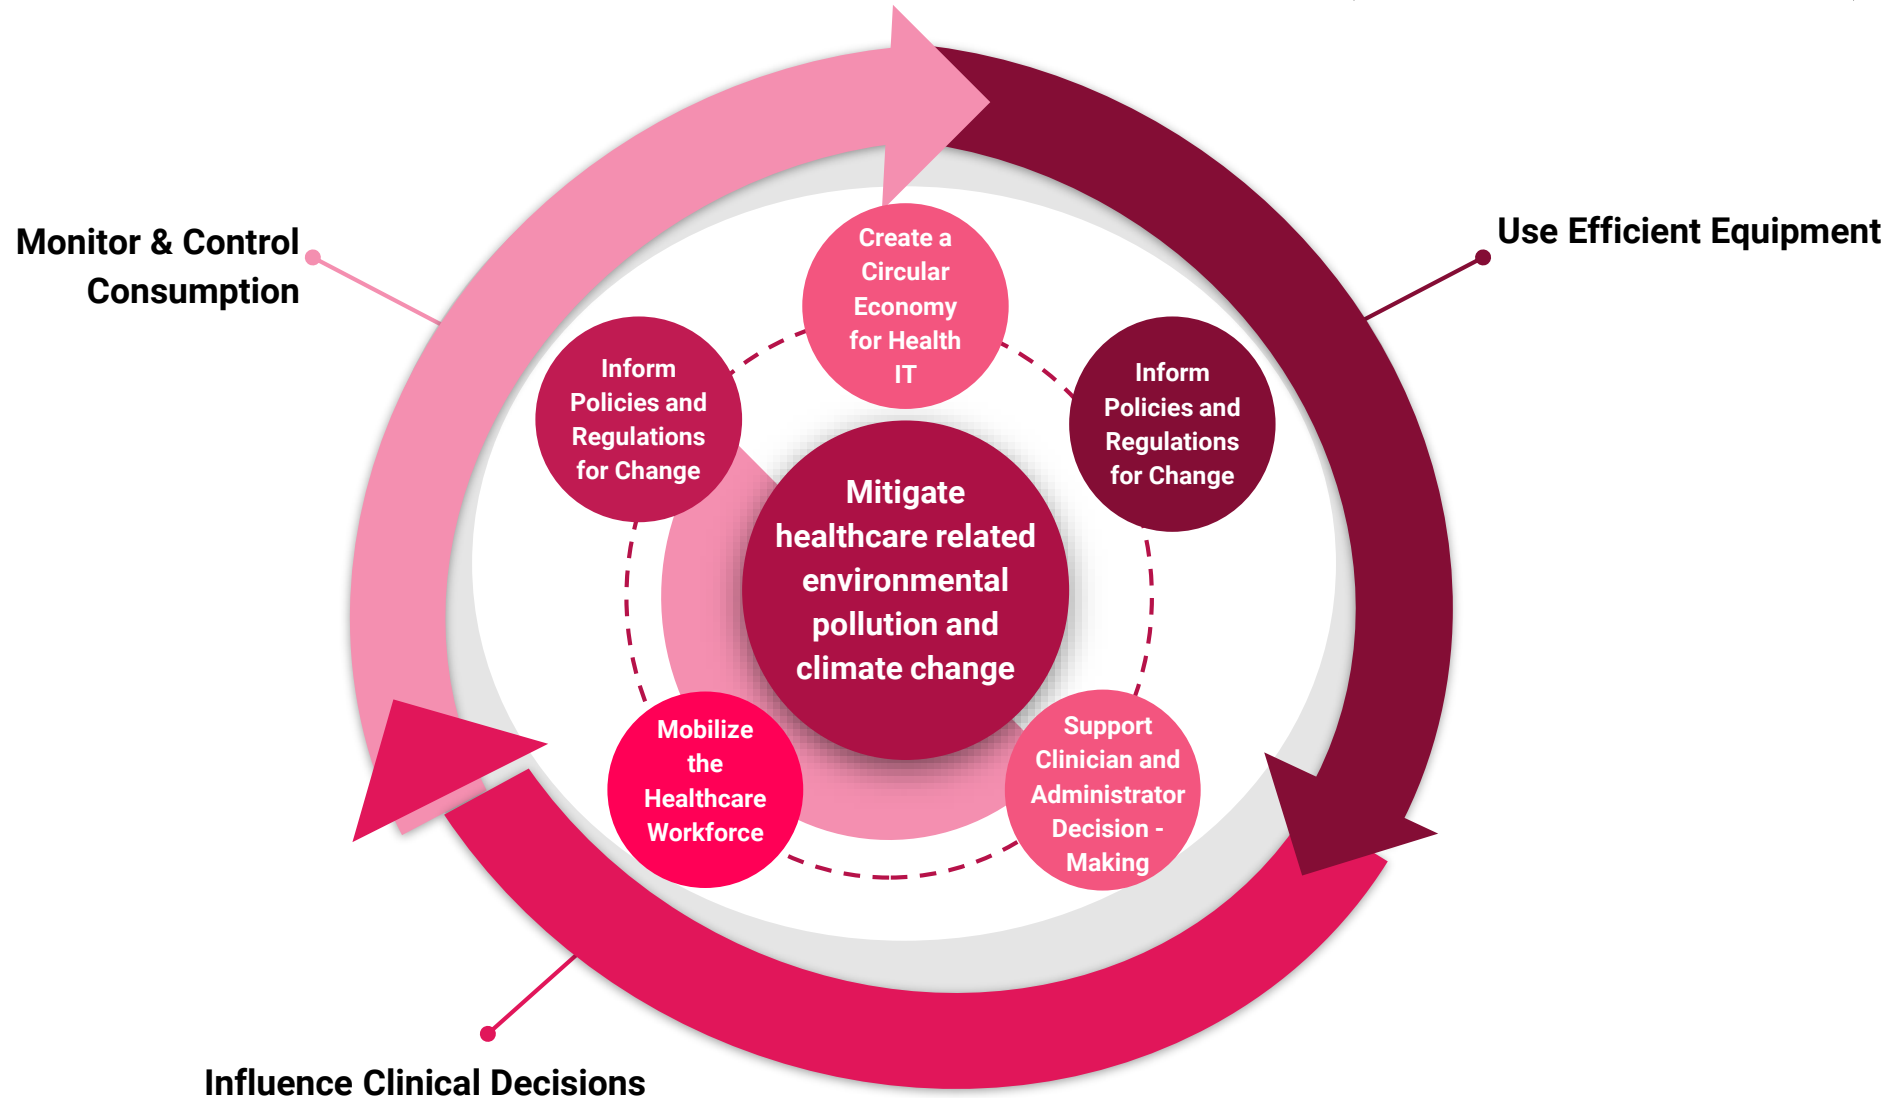 Monitor & Control
Consumption
Use Efficient Equipment
Create a
Circular
Economy
for Health
IT
Inform
Policies and
Regulations
for Change
Inform
Policies and
Regulations
for Change
Mitigate
healthcare related
environmental
pollution and
climate change
Mobilize
the
Healthcare
Workforce
Support
Clinician and
Administrator
Decision -
Making
Influence Clinical Decisions